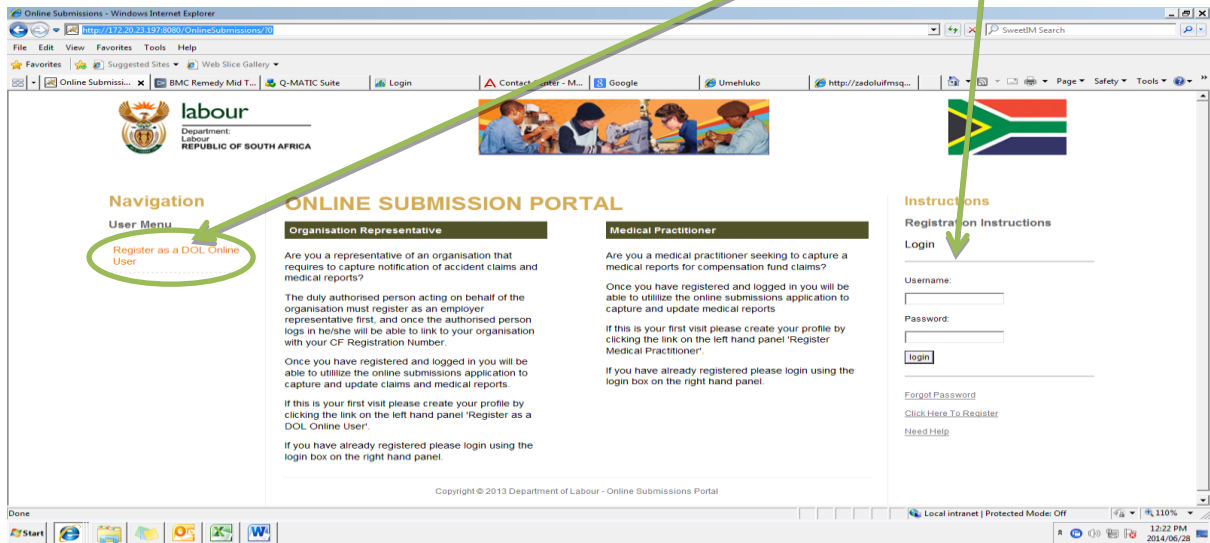 Online Submissions - Windows Internet Explorer
http://172.20.23.197:8080/OnlineSubmissions/?0
SweetIM Search
File Edit View Favorites Tools Help
Favorites Suggested Sites Web Slice Gallery
Online Submissi... BMC Remedy Mid T... Q-MATIC Suite Login Contact Center - M... Google Umehluko http://zadoluifmsq... Page Safety Tools
labour
Department:
Labour
REPUBLIC OF SOUTH AFRICA
Navigation
User Menu
Register as a DOL Online
User
ONLINE SUBMISSION PORTAL
Organisation Representative
Are you a representative of an organisation that
requires to capture notification of accident claims and
medical reports?
The duly authorised person acting on behalf of the
organisation must register as an employer
representative first, and once the authorised person
logs in he/she will be able to link to your organisation
with your CF Registration Number.
Once you have registered and logged in you will be
able to utililize the online submissions application to
capture and update claims and medical reports.
If this is your first visit please create your profile by
clicking the link on the left hand panel 'Register as a
DOL Online User'.
If you have already registered please login using the
login box on the right hand panel.
Medical Practitioner
Are you a medical practitioner seeking to capture a
medical reports for compensation fund claims?
Once you have registered and logged in you will be
able to utililize the online submissions application to
capture and update medical reports
If this is your first visit please create your profile by
clicking the link on the left hand panel 'Register
Medical Practitioner'.
If you have already registered please login using the
login box on the right hand panel.
Instructions
Registration Instructions
Login
Username:
Password:
login
Forgot Password
Click Here To Register
Need Help
Copyright © 2013 Department of Labour - Online Submissions Portal
Done
Local intranet | Protected Mode: Off
110%
Start
12:22 PM
2014/06/28